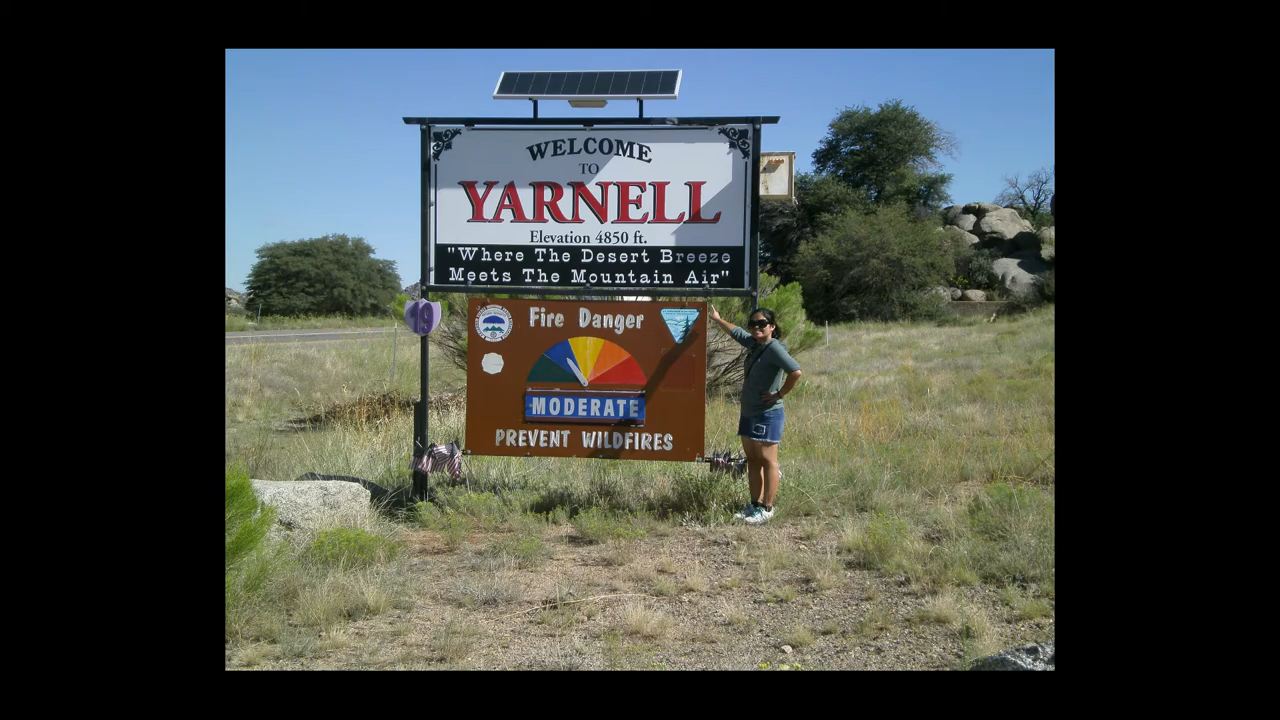 WELCOME
TO
YARNELL
Elevation 4850 ft.
"Where The Desert Breeze
Meets The Mountain Air"
19
Fire Danger
MODERATE
PREVENT WILDFIRES